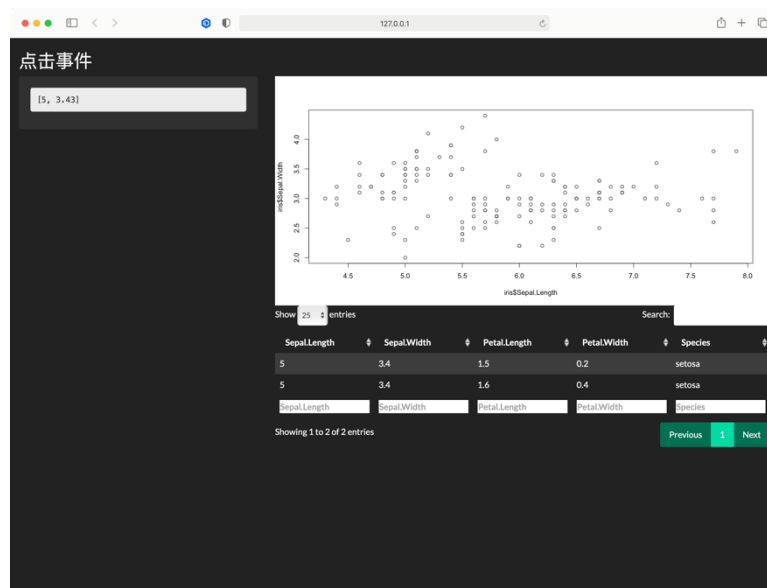 127.0.0.1
点击事件
[5, 3.43]
iris$Sepal.Width
2.0 2.5 3.0 3.5 4.0
4.5 5.0 5.5 6.0 6.5 7.0 7.5 8.0
iris$Sepal.Length
Show 25 entries Search:
Sepal.Length Sepal.Width Petal.Length Petal.Width Species
5 3.4 1.5 0.2 setosa
5 3.4 1.6 0.4 setosa
Sepal.Length Sepal.Width Petal.Length Petal.Width Species
Showing 1 to 2 of 2 entries Previous 1 Next